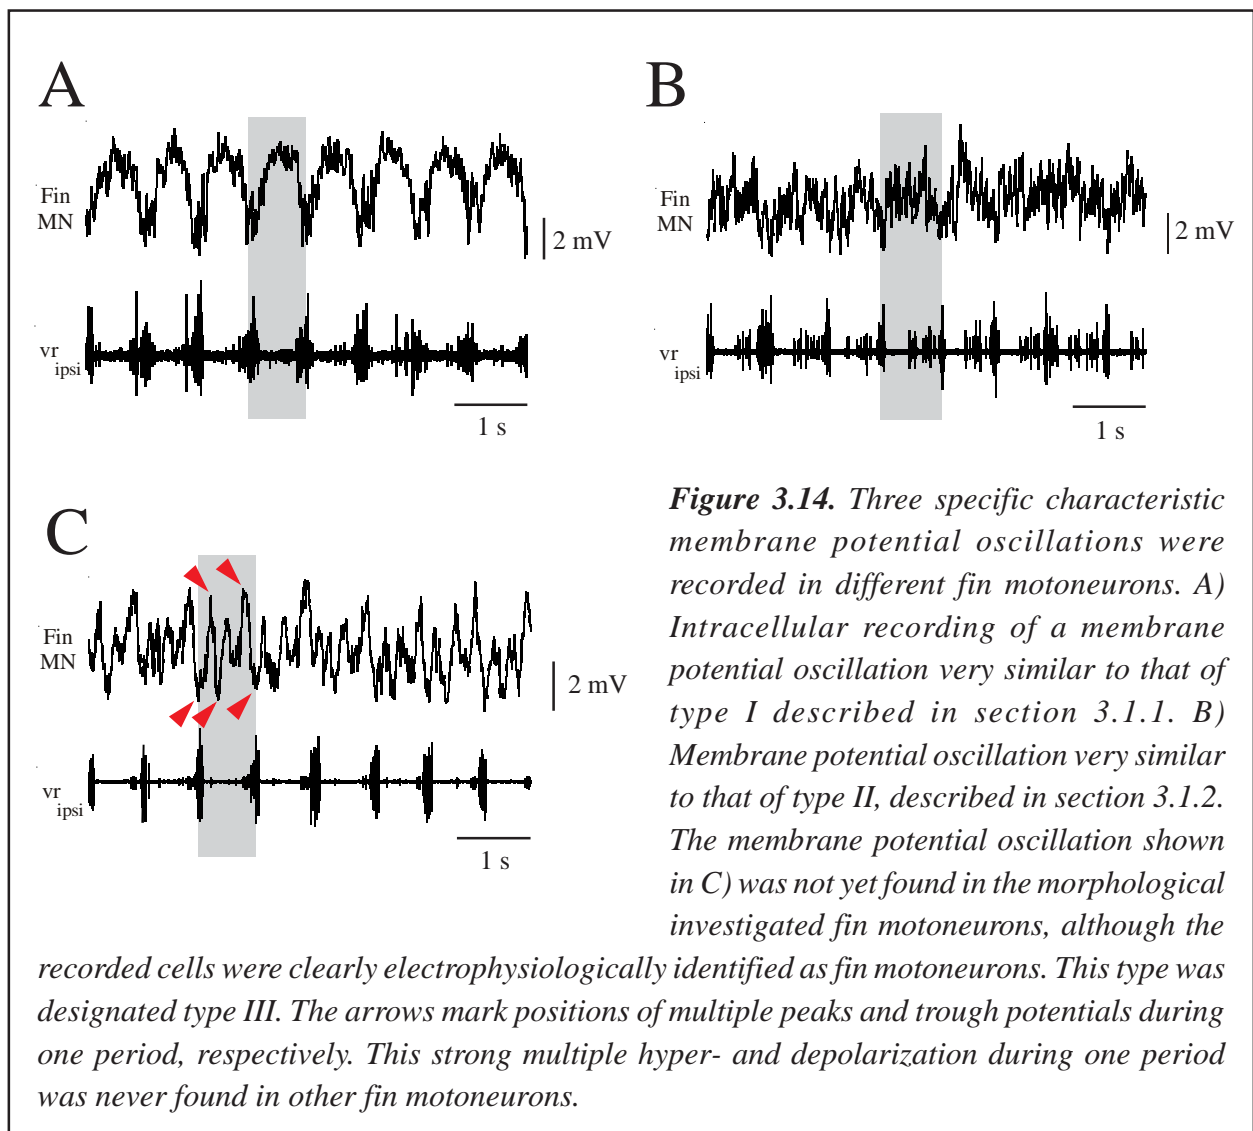 A
B
Fin
MN
2 mV
Fin
MN
2 mV
vr
ipsi
vr
ipsi
1 s
1 s
C
Fin
MN
2 mV
vr
ipsi
1 s
Figure 3.14. Three specific characteristic
membrane potential oscillations were
recorded in different fin motoneurons. A)
Intracellular recording of a membrane
potential oscillation very similar to that of
type I described in section 3.1.1. B)
Membrane potential oscillation very similar
to that of type II, described in section 3.1.2.
The membrane potential oscillation shown
in C) was not yet found in the morphological
investigated fin motoneurons, although the
recorded cells were clearly electrophysiologically identified as fin motoneurons. This type was
designated type III. The arrows mark positions of multiple peaks and trough potentials during
one period, respectively. This strong multiple hyper- and depolarization during one period
was never found in other fin motoneurons.